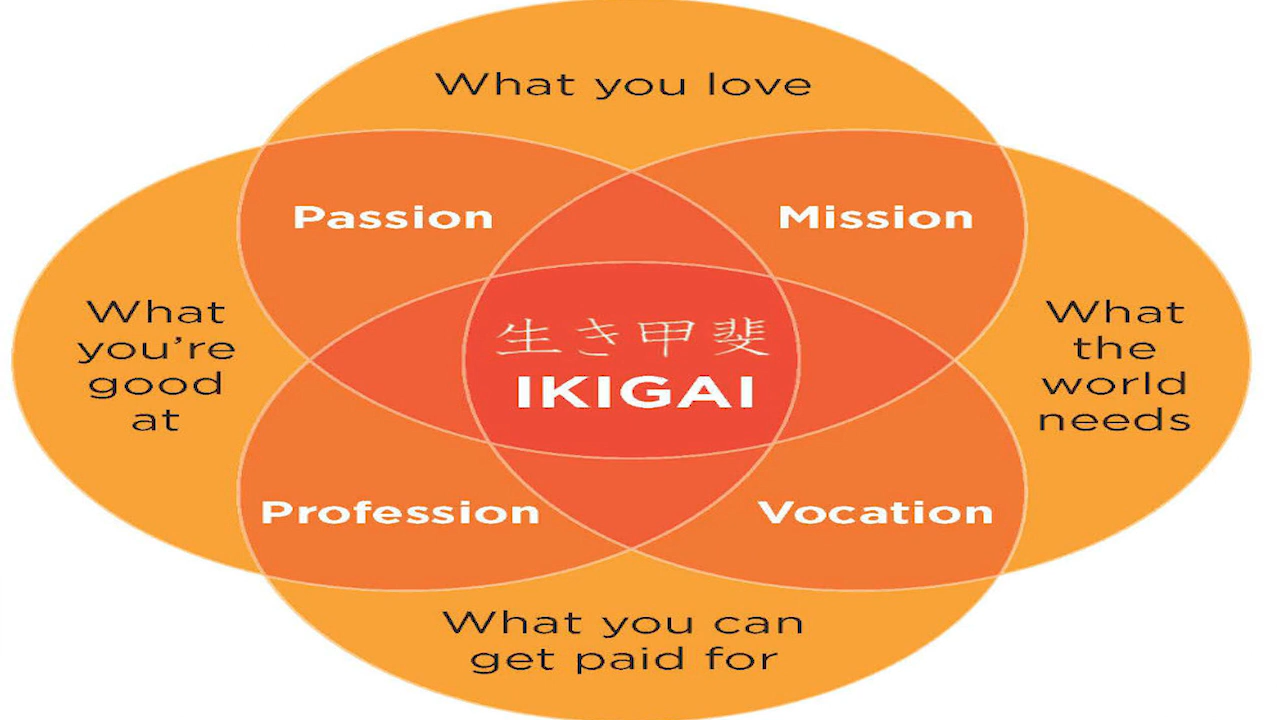 What you love
Passion
Mission
What
you're
good
at
生き甲斐
IKIGAI
What
the
world
needs
Profession
Vocation
What you can
get paid for